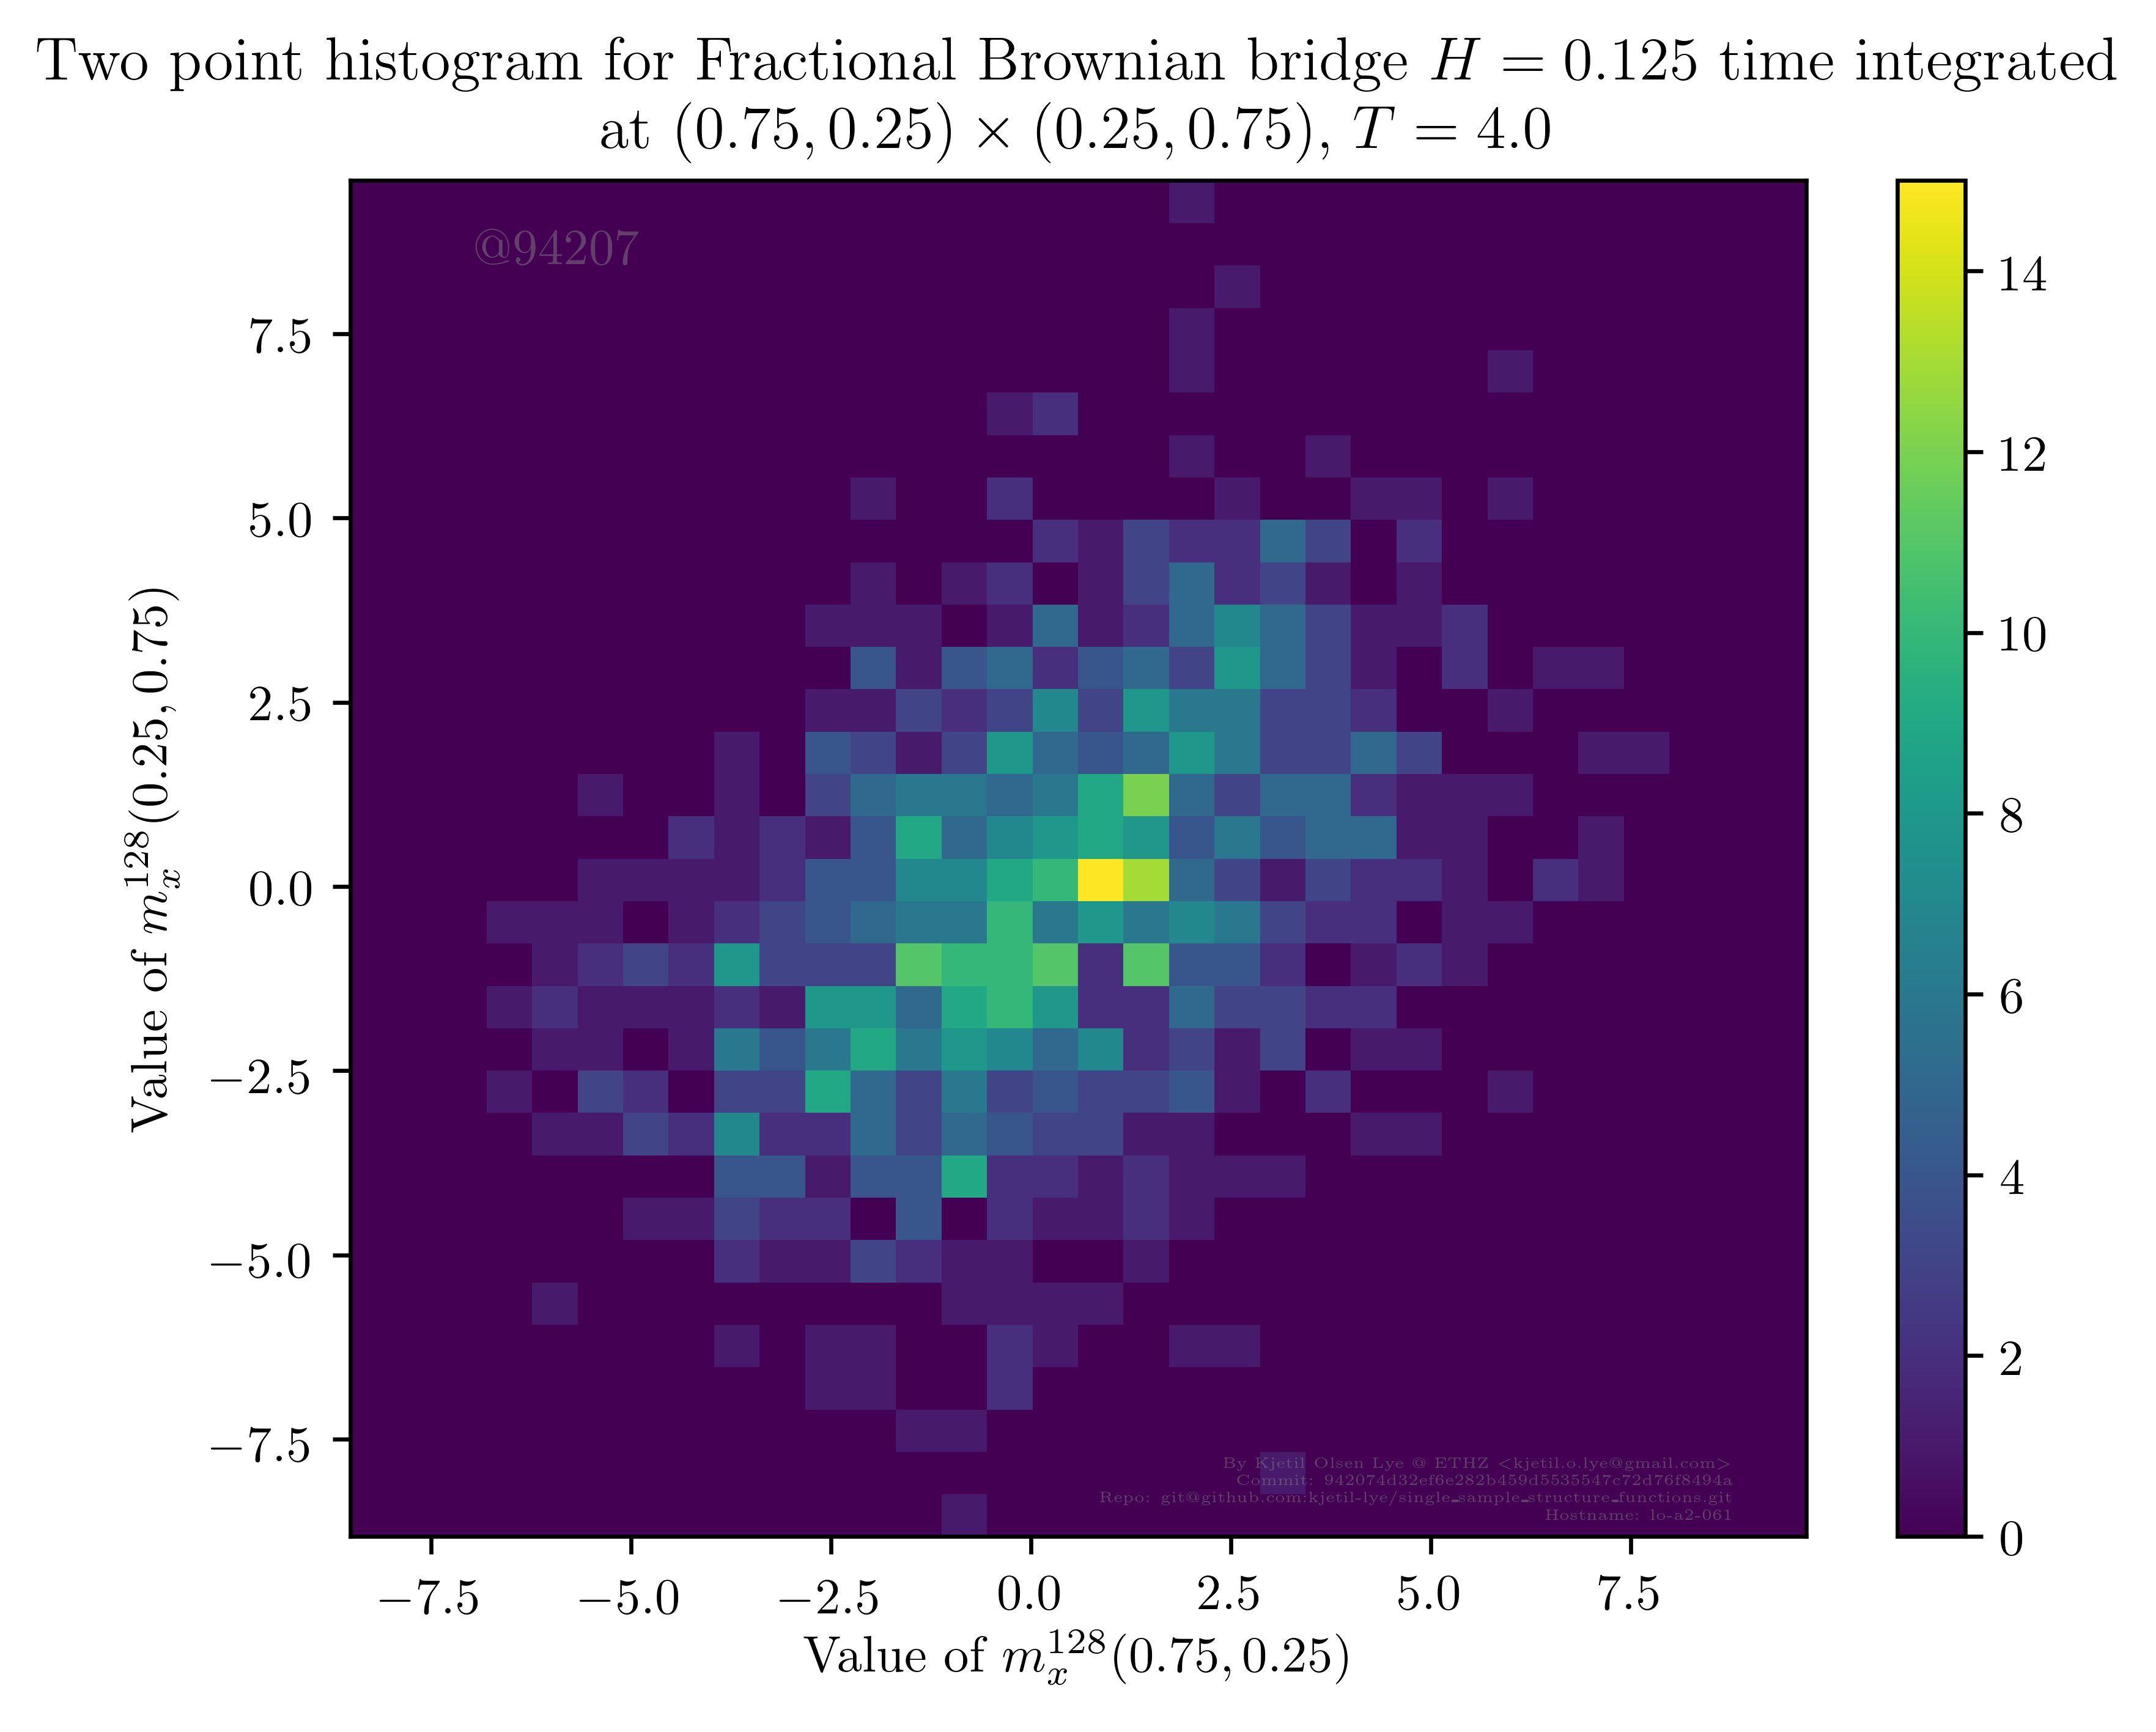 Two point histogram for Fractional Brownian bridge H = 0.125 time integrated
at (0.75, 0.25) × (0.25, 0.75), T = 4.0
@94207
7.5
5.0
2.5
0.0
−2.5
−5.0
−7.5
Value of m_x^128(0.25, 0.75)
14
12
10
8
6
4
2
0
By Kjetil Olsen Lye @ ETHZ <kjetil.o.lye@gmail.com>
Commit: 942074d32ef6e282b459d5535547c72d76f8494a
Repo: git@github.com:kjetil-lye/single_sample_structure_functions.git
Hostname: lo-a2-061
−7.5 −5.0 −2.5 0.0 2.5 5.0 7.5
Value of m_x^128(0.75, 0.25)